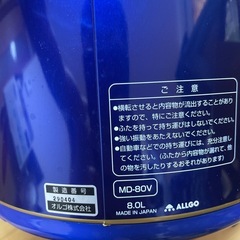 ご注意
●横転させると内容物が流出することがあり
ますので、特にご注意ください。
●ふたを持って持ち運びはしないでください。
●強い振動をあたえないでください。
●自動車などでの持ち運びには、充分注意し
てください。（ふたから内容物が漏れて、他の
物を汚したりするおそれがあります）
MD-80V
8.0L
MADE IN JAPAN
ALLGO
製造番号
890404
オルゴ株式会社